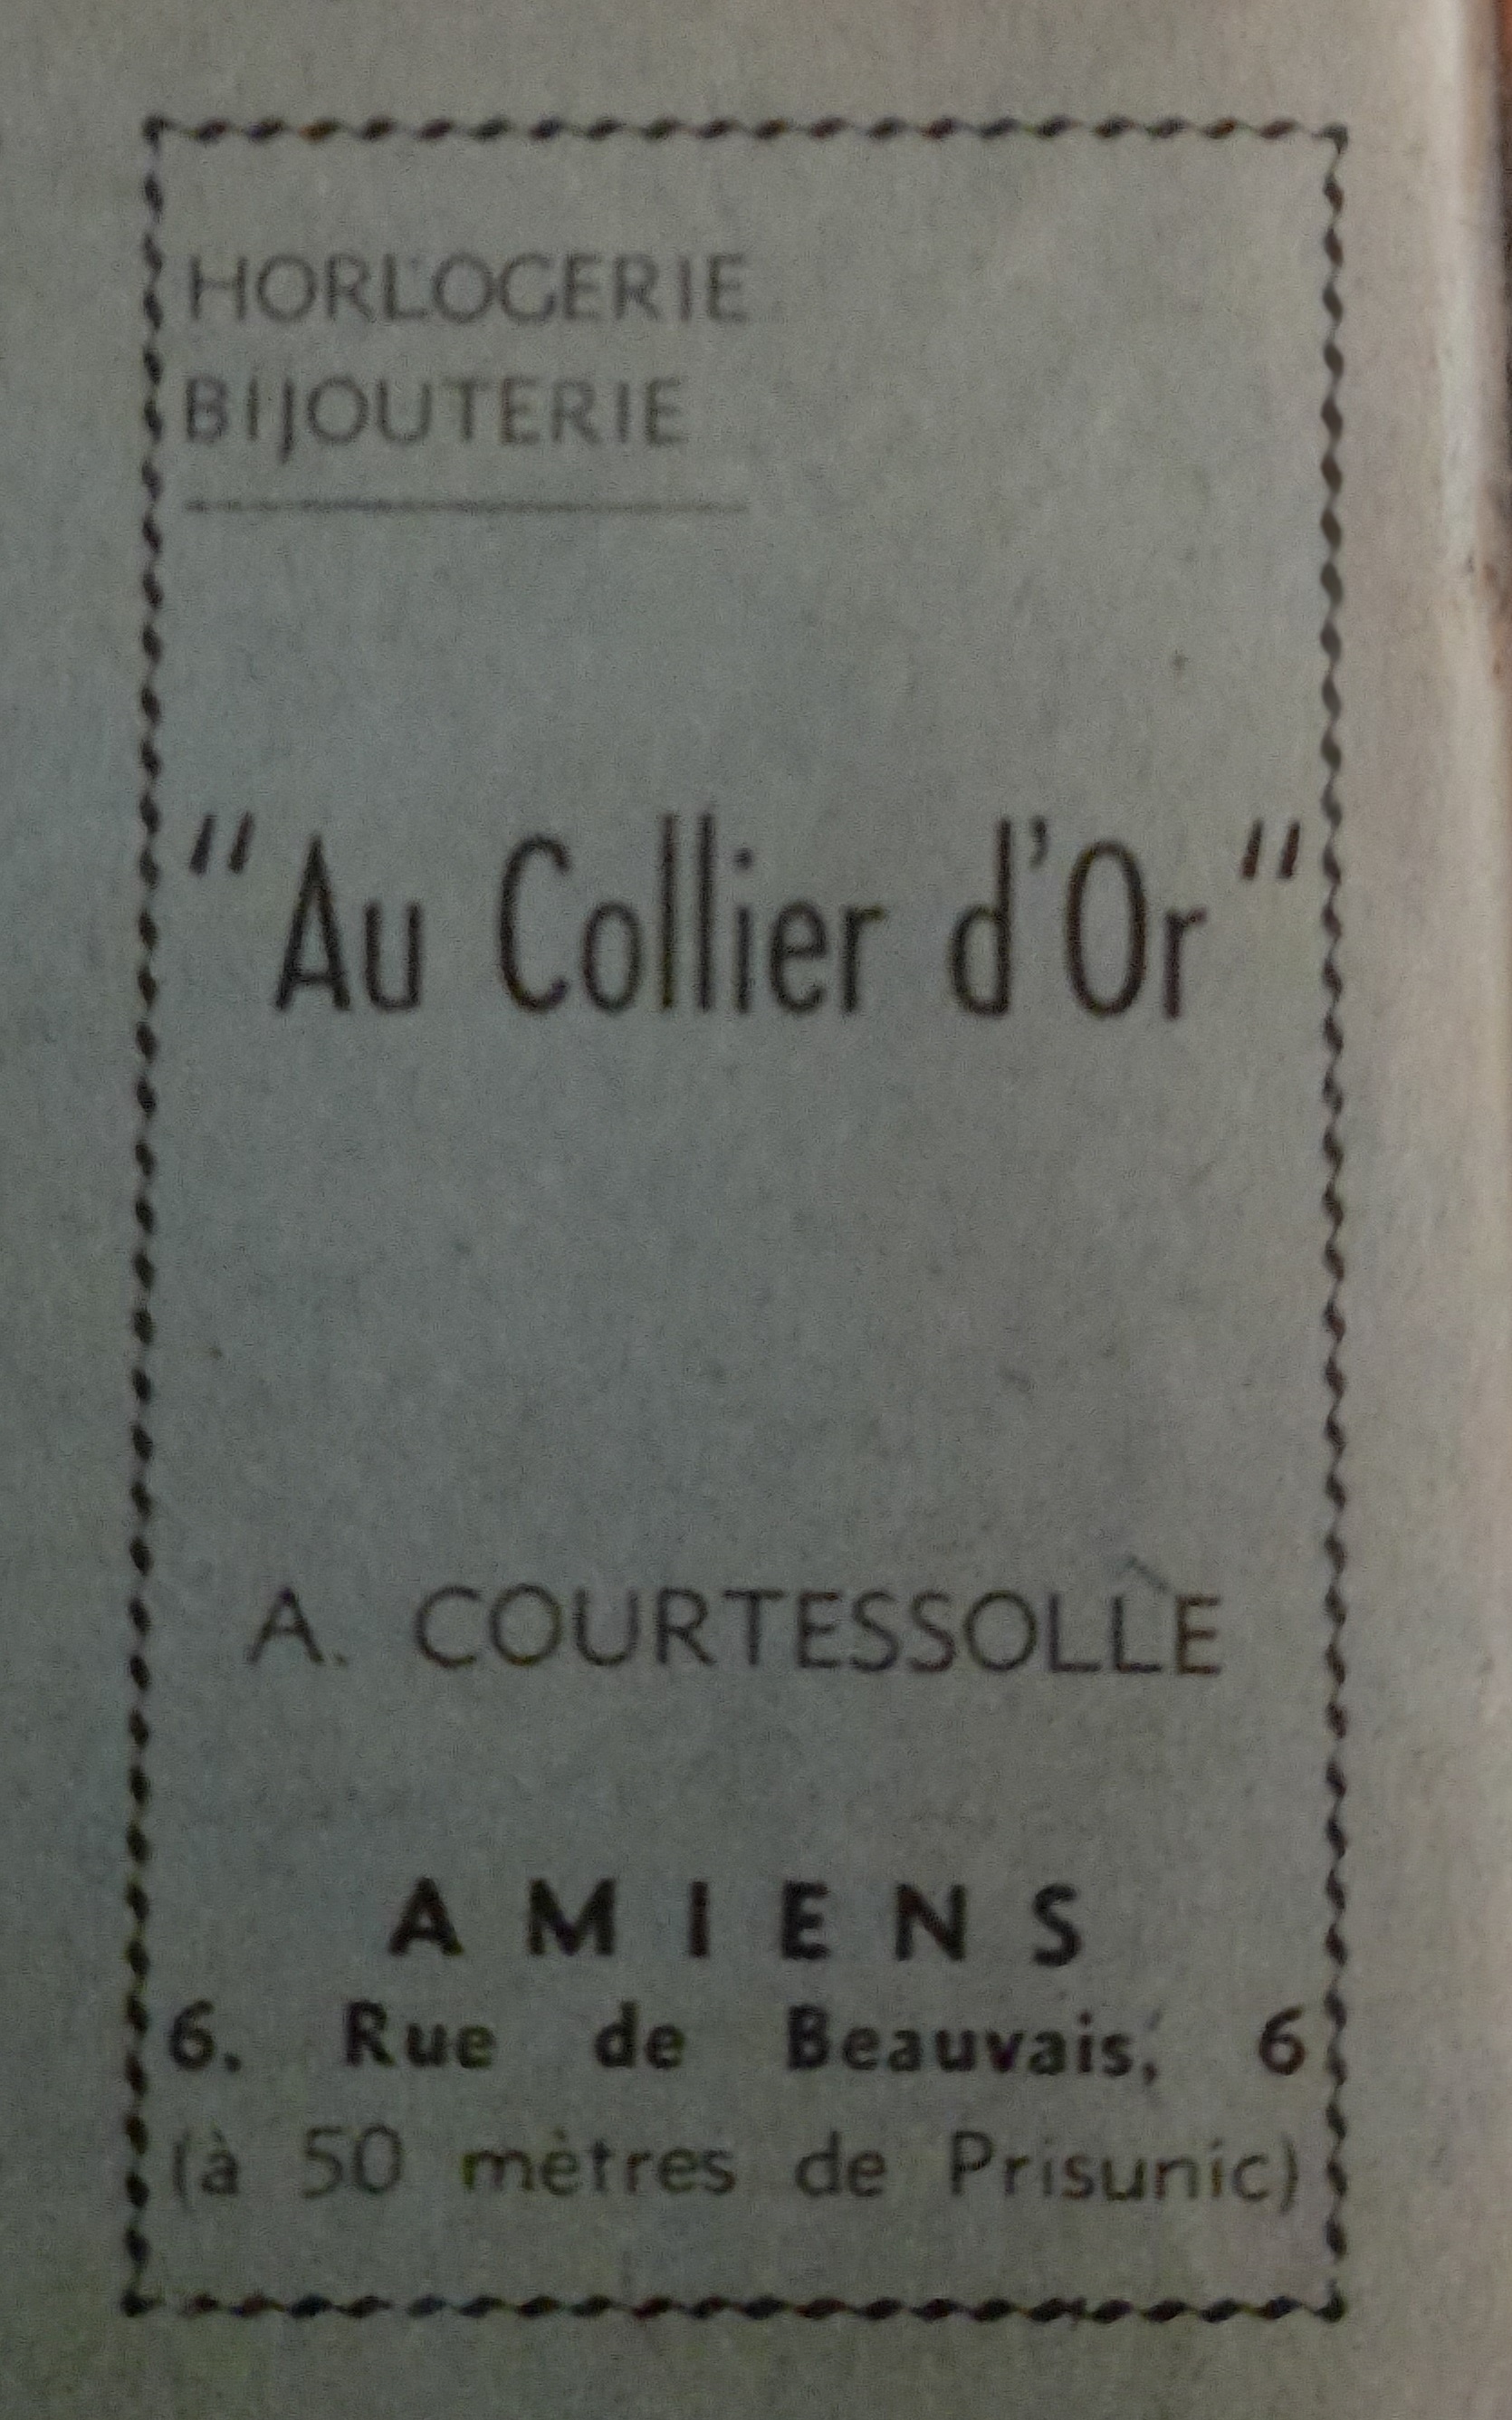 HORLOGERIE
BIJOUTERIE
"Au Collier d'Or"
A. COURTESSOLLE
AMIENS
6. Rue de Beauvais, 6
(à 50 mètres de Prisunic)